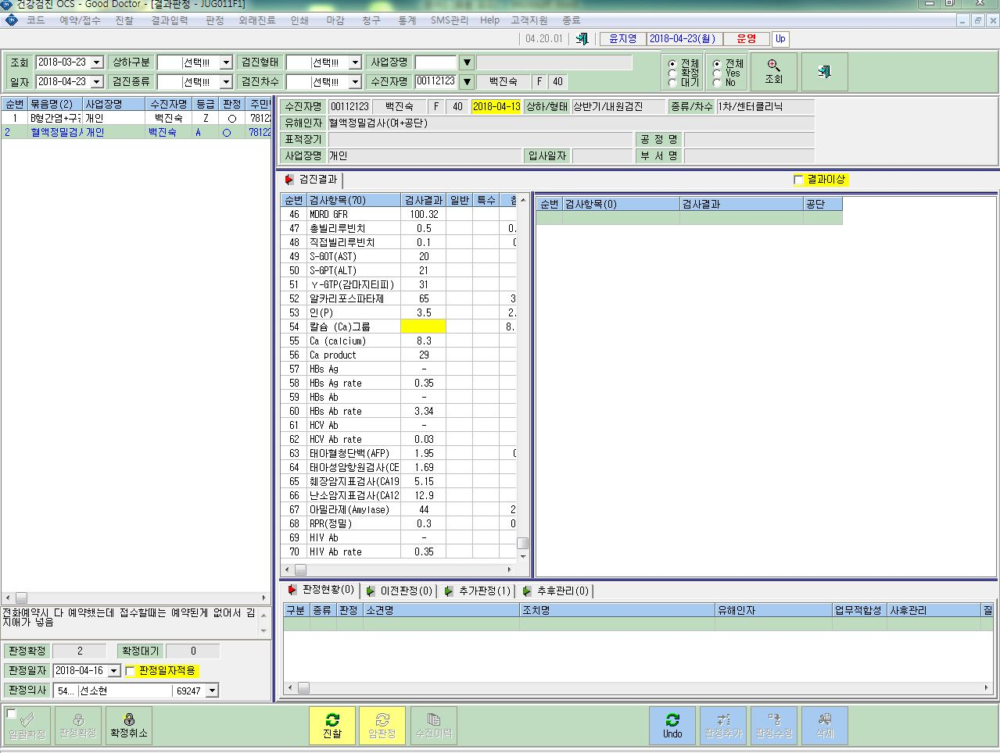 건강검진 OCS - Good Doctor - [결과판정 - JUG011F1]
코드 예약/접수 진찰 결과입력 판정 외래진료 인쇄 마감 청구 통계 SMS관리 Help 고객지원 종료
04.20.01 윤지영 2018-04-23(월) 운영 Up
조회 2018-03-23 상하구분 선택!!! 검진형태 선택!!! 사업장명 전체 전체
확정 Yes
일자 2018-04-23 검진종류 선택!!! 검진차수 선택!!! 수진자명 00112123 백진숙 F 40 대기 No 조회
순번 묶음명(2) 사업장명 수진자명 등급 판정 주민
1 B형간염+구 개인 백진숙 Z ○ 7812
2 혈액정밀검사 개인 백진숙 A ○ 7812
수진자명 00112123 백진숙 F 40 2018-04-13 상하/형태 상반기/내원검진 종류/차수 1차/센터클리닉
유해인자 혈액정밀검사(여+공단)
표적장기 공 정 명
사업장명 개인 입사일자 부 서 명
검진결과 결과이상
순번 검사항목(70) 검사결과 일반 특수 참
46 MDRD GFR 100.32
47 총빌리루빈치 0.5 0.
48 직접빌리루빈치 0.1 0
49 S-GOT(AST) 20
50 S-GPT(ALT) 21
51 Y-GTP(감마지티피) 31
52 알카리포스파타제 65 3
53 인(P) 3.5 2.
54 칼슘 (Ca)그룹 8.
55 Ca (calcium) 8.3
56 Ca product 29
57 HBs Ag -
58 HBs Ag rate 0.35
59 HBs Ab -
60 HBs Ab rate 3.34
61 HCV Ab -
62 HCV Ab rate 0.03
63 태아혈청단백(AFP) 1.95 0
64 태아성암항원검사(CE 1.69
65 췌장암지표검사(CA19 5.15
66 난소암지표검사(CA12 12.9
67 아밀라제(Amylase) 44 2
68 RPR(정밀) 0.3 0
69 HIV Ab -
70 HIV Ab rate 0.35
순번 검사항목(0) 검사결과 공단
판정현황(0) 이전판정(0) 추가판정(1) 추후관리(0)
구분 종류 판정 소견명 조치명 유해인자 업무적합성 사후관리 질
전화예약시 다 예약했는데 접수할때는 예약된게 없어서 김
지애가 넣음
판정확정 2 확정대기 0
판정일자 2018-04-16 판정일자적용
판정의사 54... 선소현 69247
일괄확정 판정확정 확정취소 진찰 암판정 수진이력 Undo 판정추가 판정수정 삭제